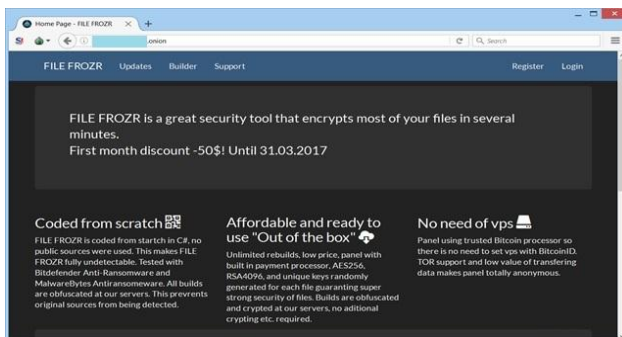 Home Page - FILE FROZR
.onion
Search
FILE FROZR Updates Builder Support Register Login
FILE FROZR is a great security tool that encrypts most of your files in several
minutes.
First month discount -50$! Until 31.03.2017
Coded from scratch
FILE FROZR is coded from startch in C#, no
public sources were used. This makes FILE
FROZR fully undetectable. Tested with
Bitdefender Anti-Ransomware and
MalwareBytes Antiransomeware. All builds
are obfuscated at our servers. This prevrents
original sources from being detected.
Affordable and ready to
use "Out of the box"
Unlimited rebuilds, low price, panel with
built in payment processor, AES256,
RSA4096, and unique keys randomly
generated for each file guaranting super
strong security of files. Builds are obfuscated
and crypted at our servers, no aditional
crypting etc. required.
No need of vps
Panel using trusted Bitcoin processor so
there is no need to set vps with BitcoinID.
TOR support and low value of transfering
data makes panel totally anonymous.